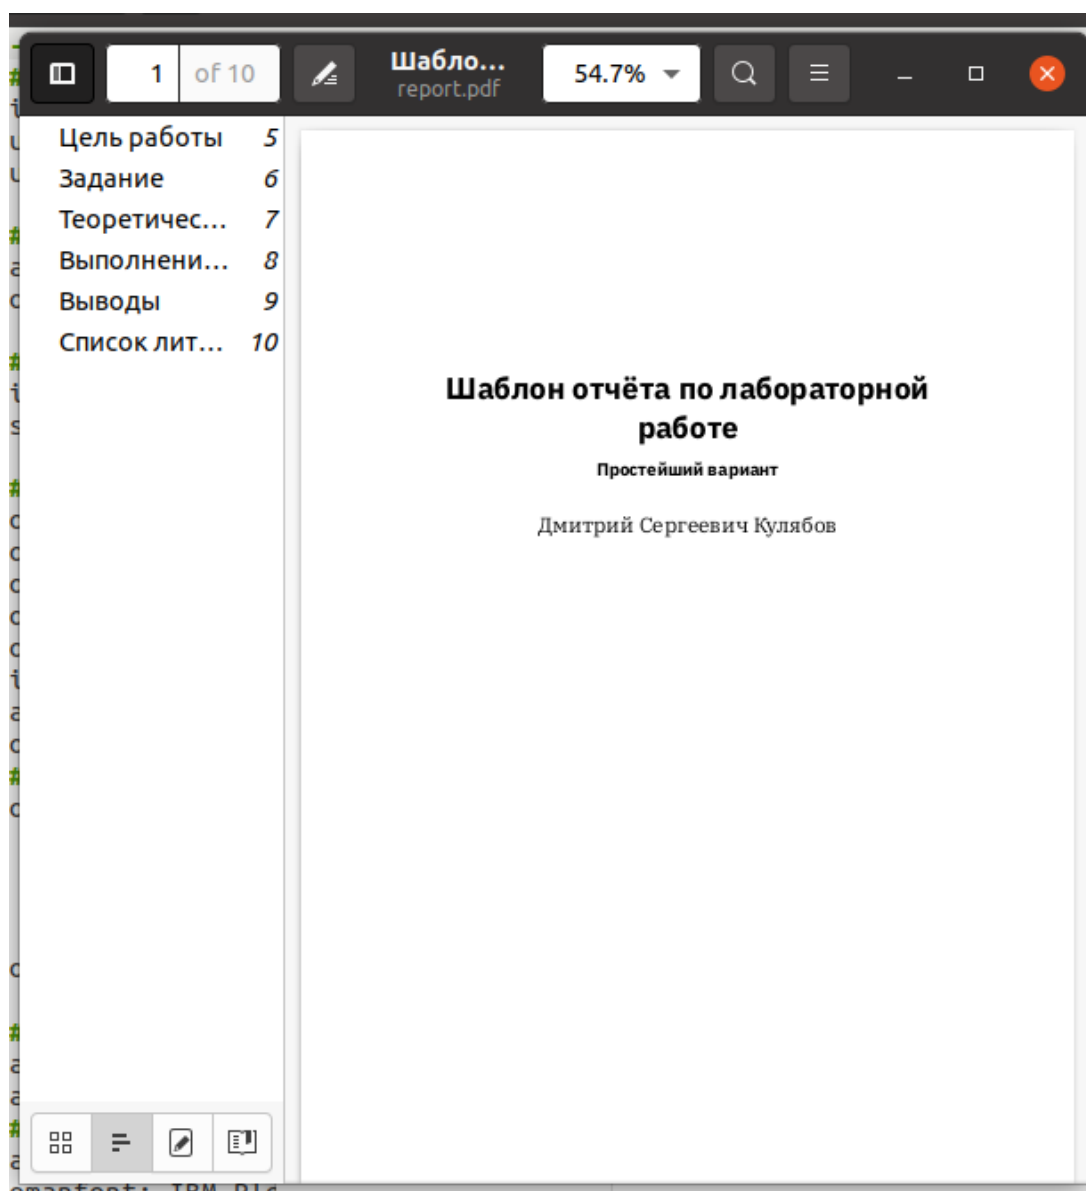 1 of 10
Шабло...
report.pdf
54.7%
Цель работы 5
Задание 6
Теоретичес... 7
Выполнени... 8
Выводы 9
Список лит... 10
Шаблон отчёта по лабораторной
работе
Простейший вариант
Дмитрий Сергеевич Кулябов